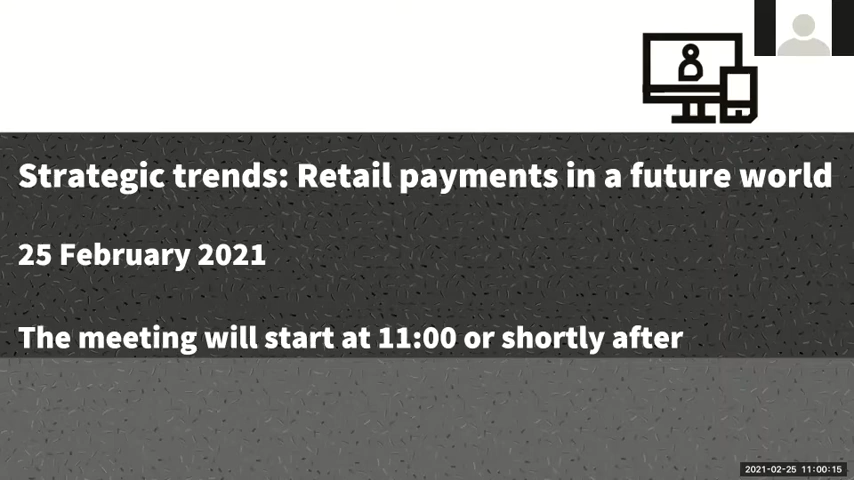 Strategic trends: Retail payments in a future world
25 February 2021
The meeting will start at 11:00 or shortly after
2021-02-25 11:00:15